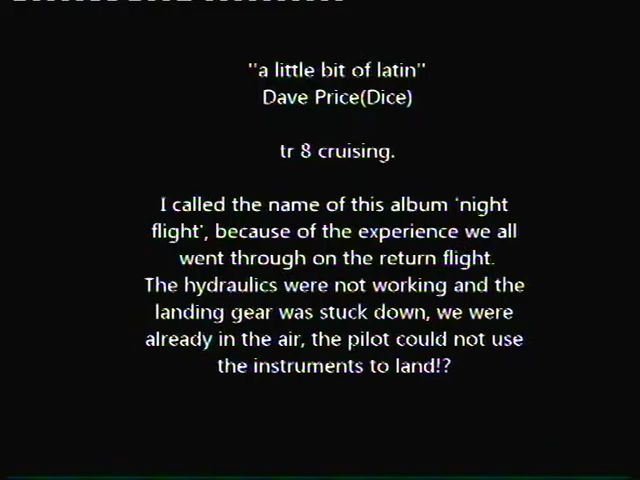 "a little bit of latin"
Dave Price(Dice)
tr 8 cruising.
I called the name of this album 'night
flight', because of the experience we all
went through on the return flight.
The hydraulics were not working and the
landing gear was stuck down, we were
already in the air, the pilot could not use
the instruments to land!?